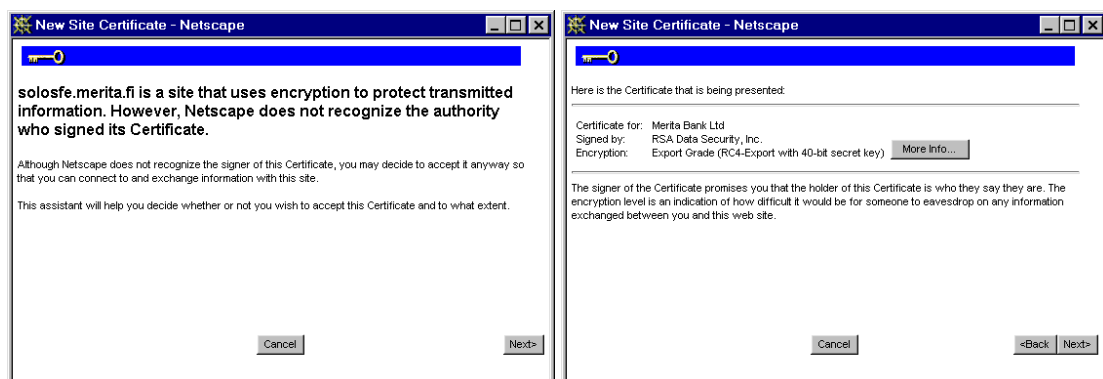 New Site Certificate - Netscape
solosfe.merita.fi is a site that uses encryption to protect transmitted
information. However, Netscape does not recognize the authority
who signed its Certificate.
Although Netscape does not recognize the signer of this Certificate, you may decide to accept it anyway so
that you can connect to and exchange information with this site.
This assistant will help you decide whether or not you wish to accept this Certificate and to what extent.
Cancel
Next>
New Site Certificate - Netscape
Here is the Certificate that is being presented:
Certificate for: Merita Bank Ltd
Signed by: RSA Data Security, Inc.
Encryption: Export Grade (RC4-Export with 40-bit secret key) More Info...
The signer of the Certificate promises you that the holder of this Certificate is who they say they are. The
encryption level is an indication of how difficult it would be for someone to eavesdrop on any information
exchanged between you and this web site.
Cancel
<Back Next>